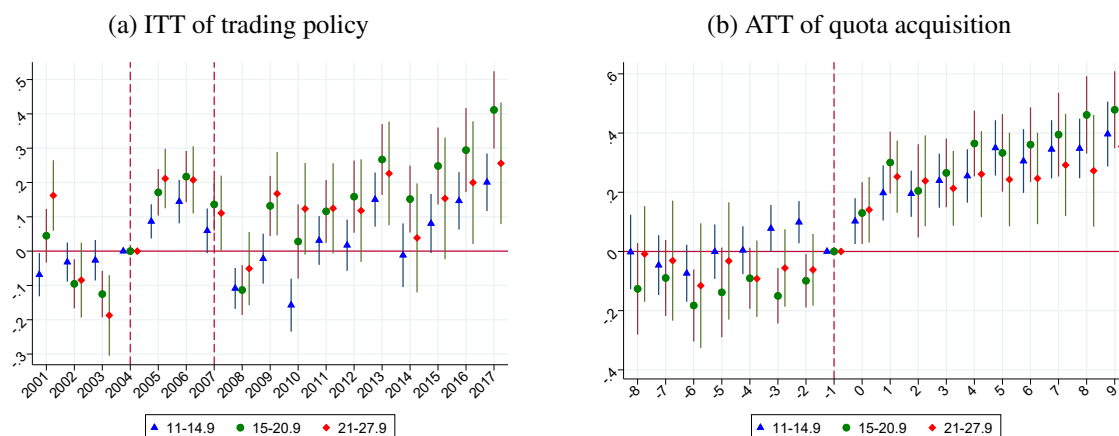 (a) ITT of trading policy
.5
.4
.3
.2
.1
0
-.1
-.2
-.3
2001 2002 2003 2004 2005 2006 2007 2008 2009 2010 2011 2012 2013 2014 2015 2016 2017
11-14.9 15-20.9 21-27.9
(b) ATT of quota acquisition
.6
.4
.2
0
-.2
-.4
-8 -7 -6 -5 -4 -3 -2 -1 0 1 2 3 4 5 6 7 8 9
11-14.9 15-20.9 21-27.9